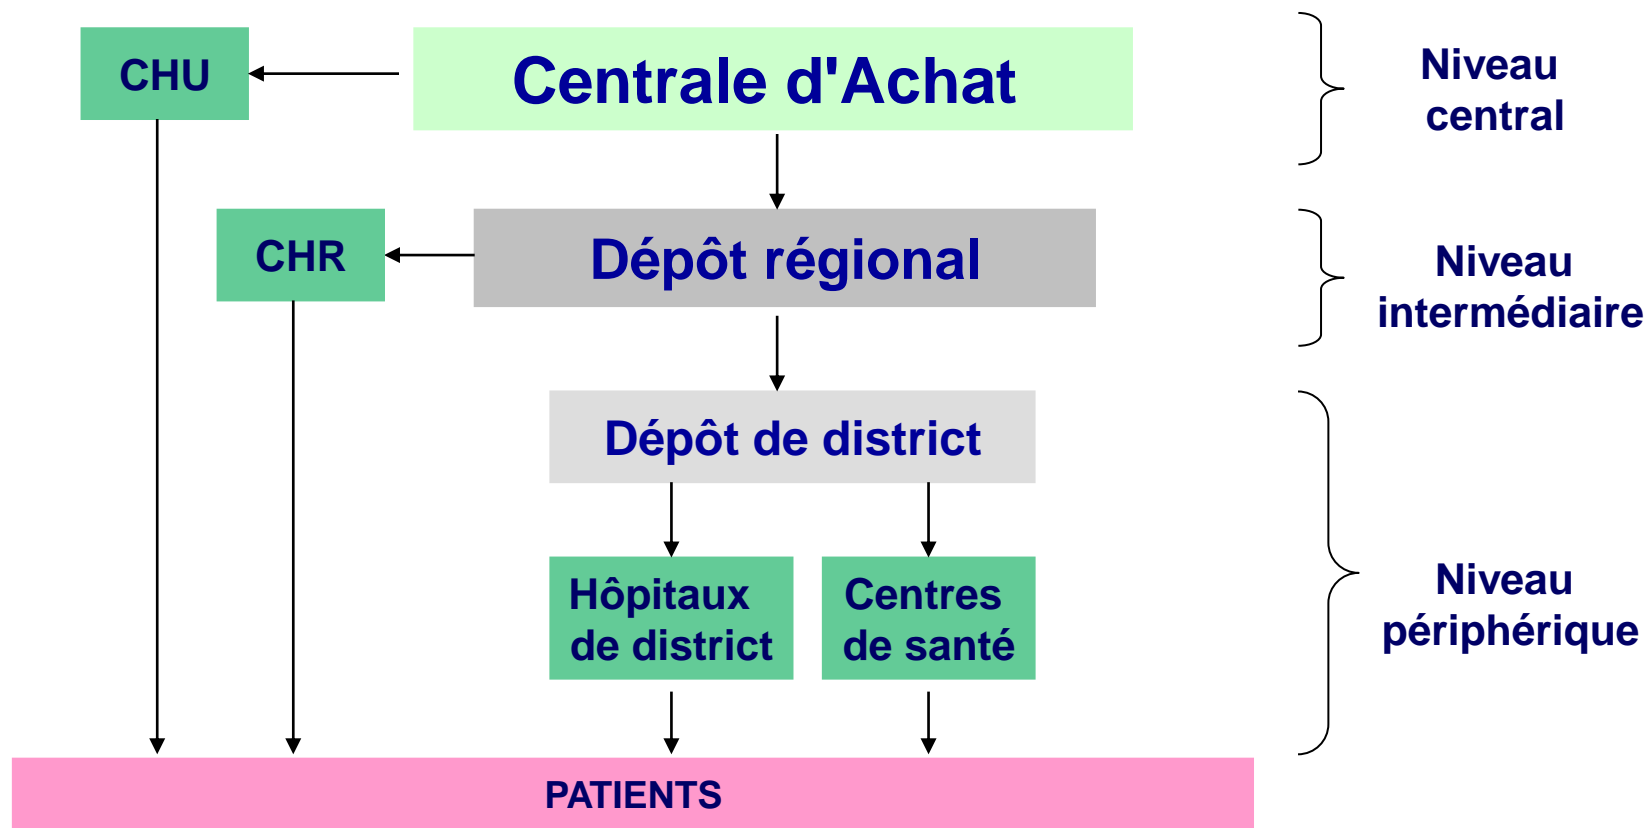 CHU
Centrale d'Achat
Niveau
central
CHR
Dépôt régional
Niveau
intermédiaire
Dépôt de district
Hôpitaux
de district
Centres
de santé
Niveau
périphérique
PATIENTS